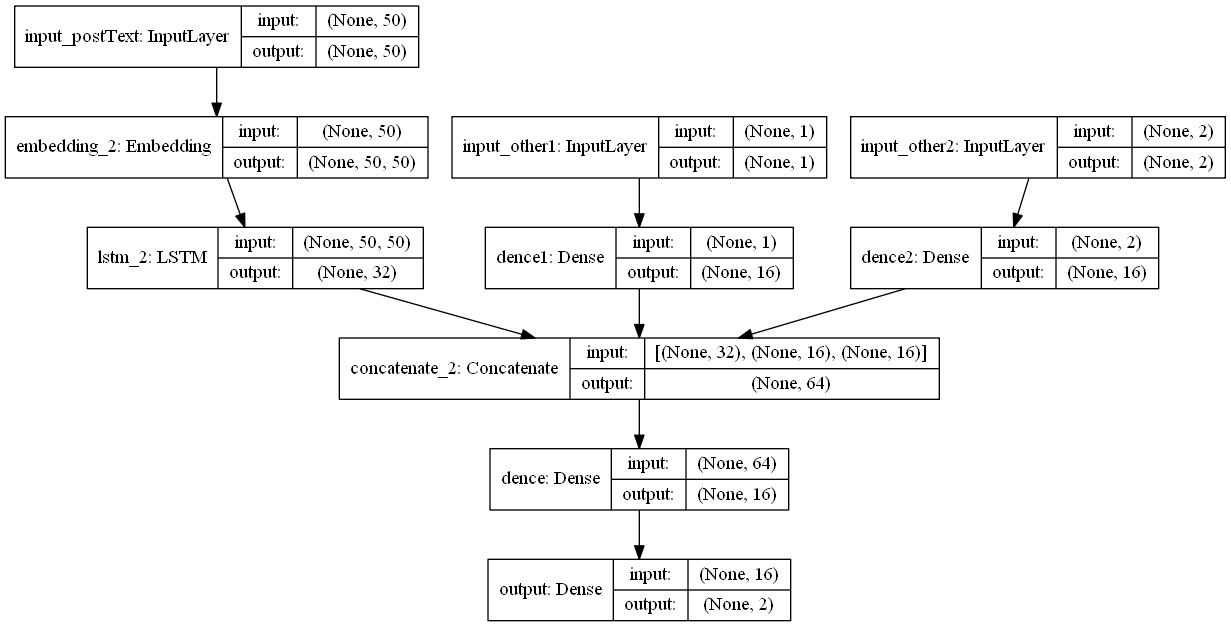 input_postText: InputLayer
input: (None, 50)
output: (None, 50)
embedding_2: Embedding
input: (None, 50)
output: (None, 50, 50)
input_other1: InputLayer
input: (None, 1)
output: (None, 1)
input_other2: InputLayer
input: (None, 2)
output: (None, 2)
lstm_2: LSTM
input: (None, 50, 50)
output: (None, 32)
dence1: Dense
input: (None, 1)
output: (None, 16)
dence2: Dense
input: (None, 2)
output: (None, 16)
concatenate_2: Concatenate
input: [(None, 32), (None, 16), (None, 16)]
output: (None, 64)
dence: Dense
input: (None, 64)
output: (None, 16)
output: Dense
input: (None, 16)
output: (None, 2)